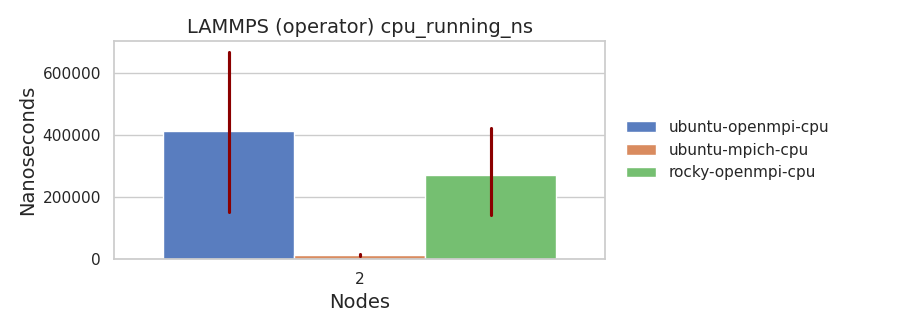 LAMMPS (operator) cpu_running_ns
Nanoseconds
600000
400000
200000
0
2
Nodes
ubuntu-openmpi-cpu
ubuntu-mpich-cpu
rocky-openmpi-cpu